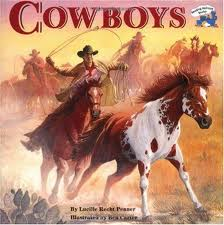 COWBOYS
By Lucille Recht Penner
Illustrated by Ben Carter